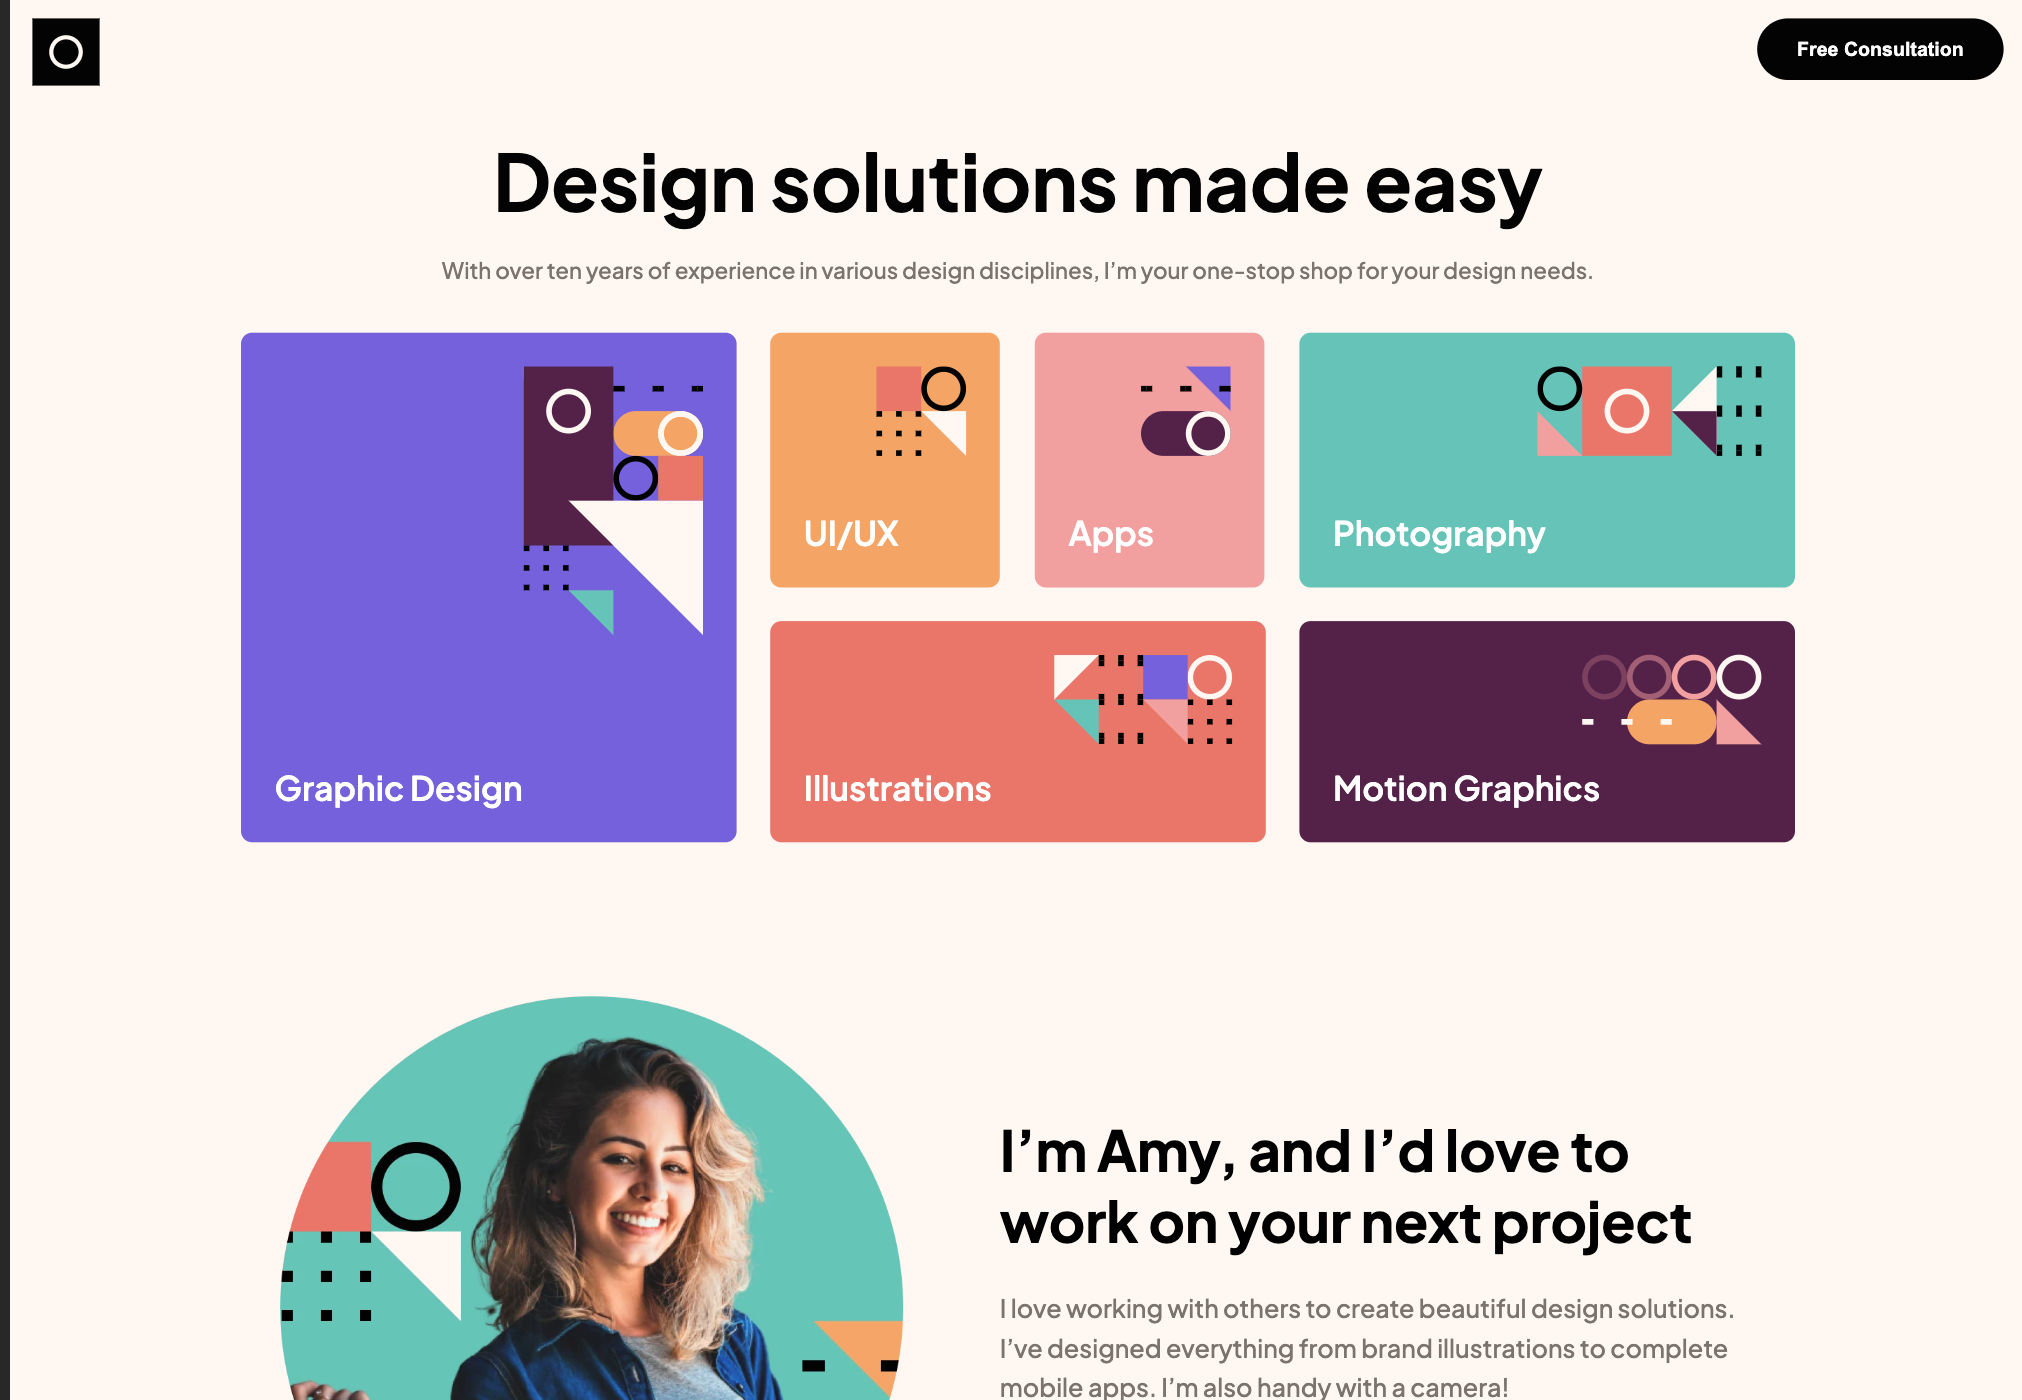 Free Consultation
Design solutions made easy
With over ten years of experience in various design disciplines, I’m your one-stop shop for your design needs.
Graphic Design
UI/UX
Apps
Photography
Illustrations
Motion Graphics
I’m Amy, and I’d love to
work on your next project
I love working with others to create beautiful design solutions.
I’ve designed everything from brand illustrations to complete
mobile apps. I’m also handy with a camera!